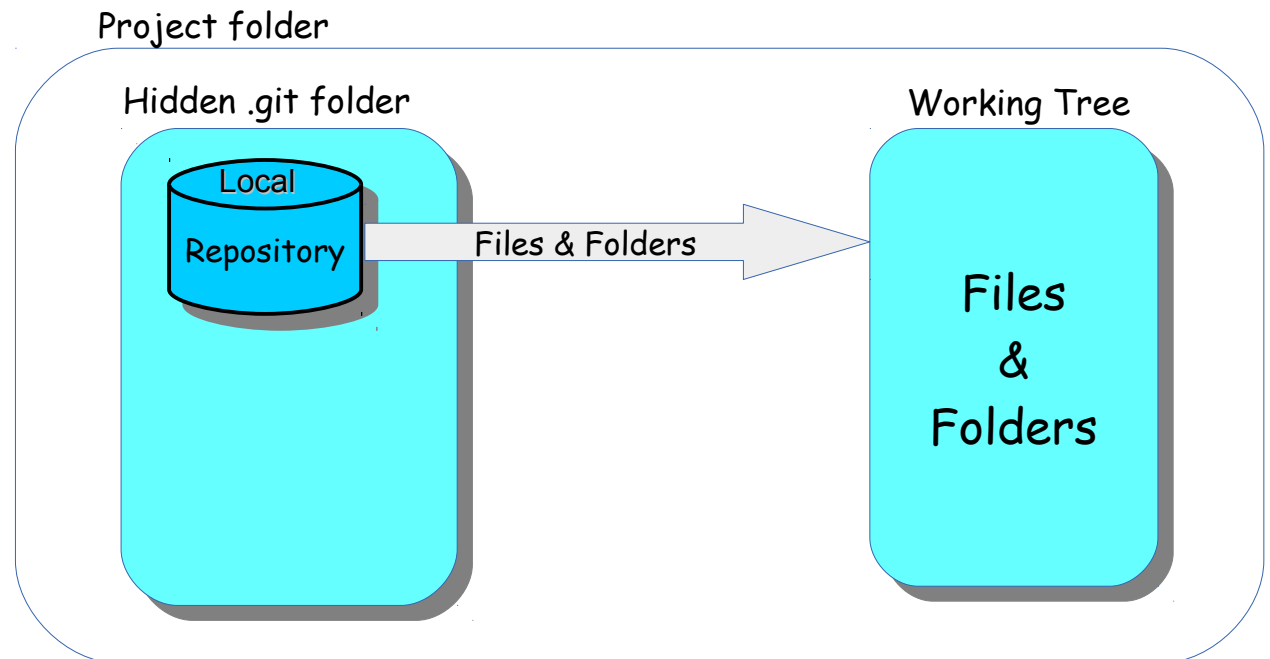 Project folder
Hidden .git folder
Working Tree
Local
Repository
Files & Folders
Files
&
Folders